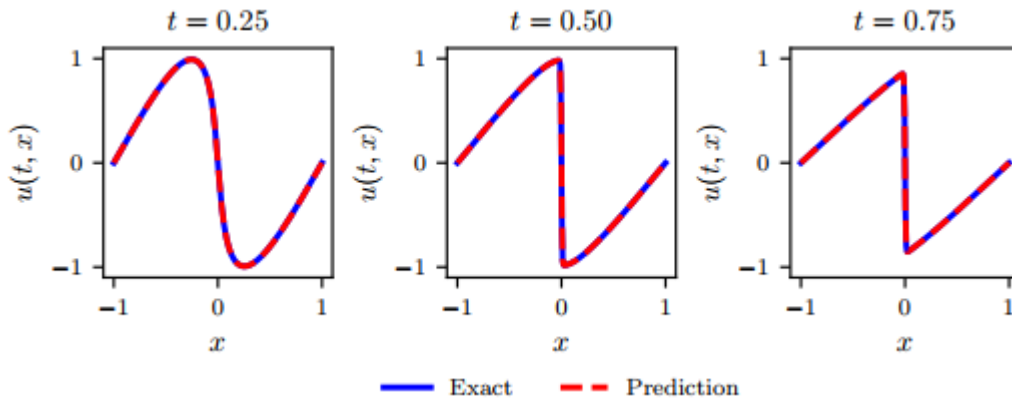 t = 0.25 t = 0.50 t = 0.75
u(t, x) 1 0 −1
−1 0 1
x
u(t, x) 1 0 −1
−1 0 1
x
u(t, x) 1 0 −1
−1 0 1
x
Exact Prediction